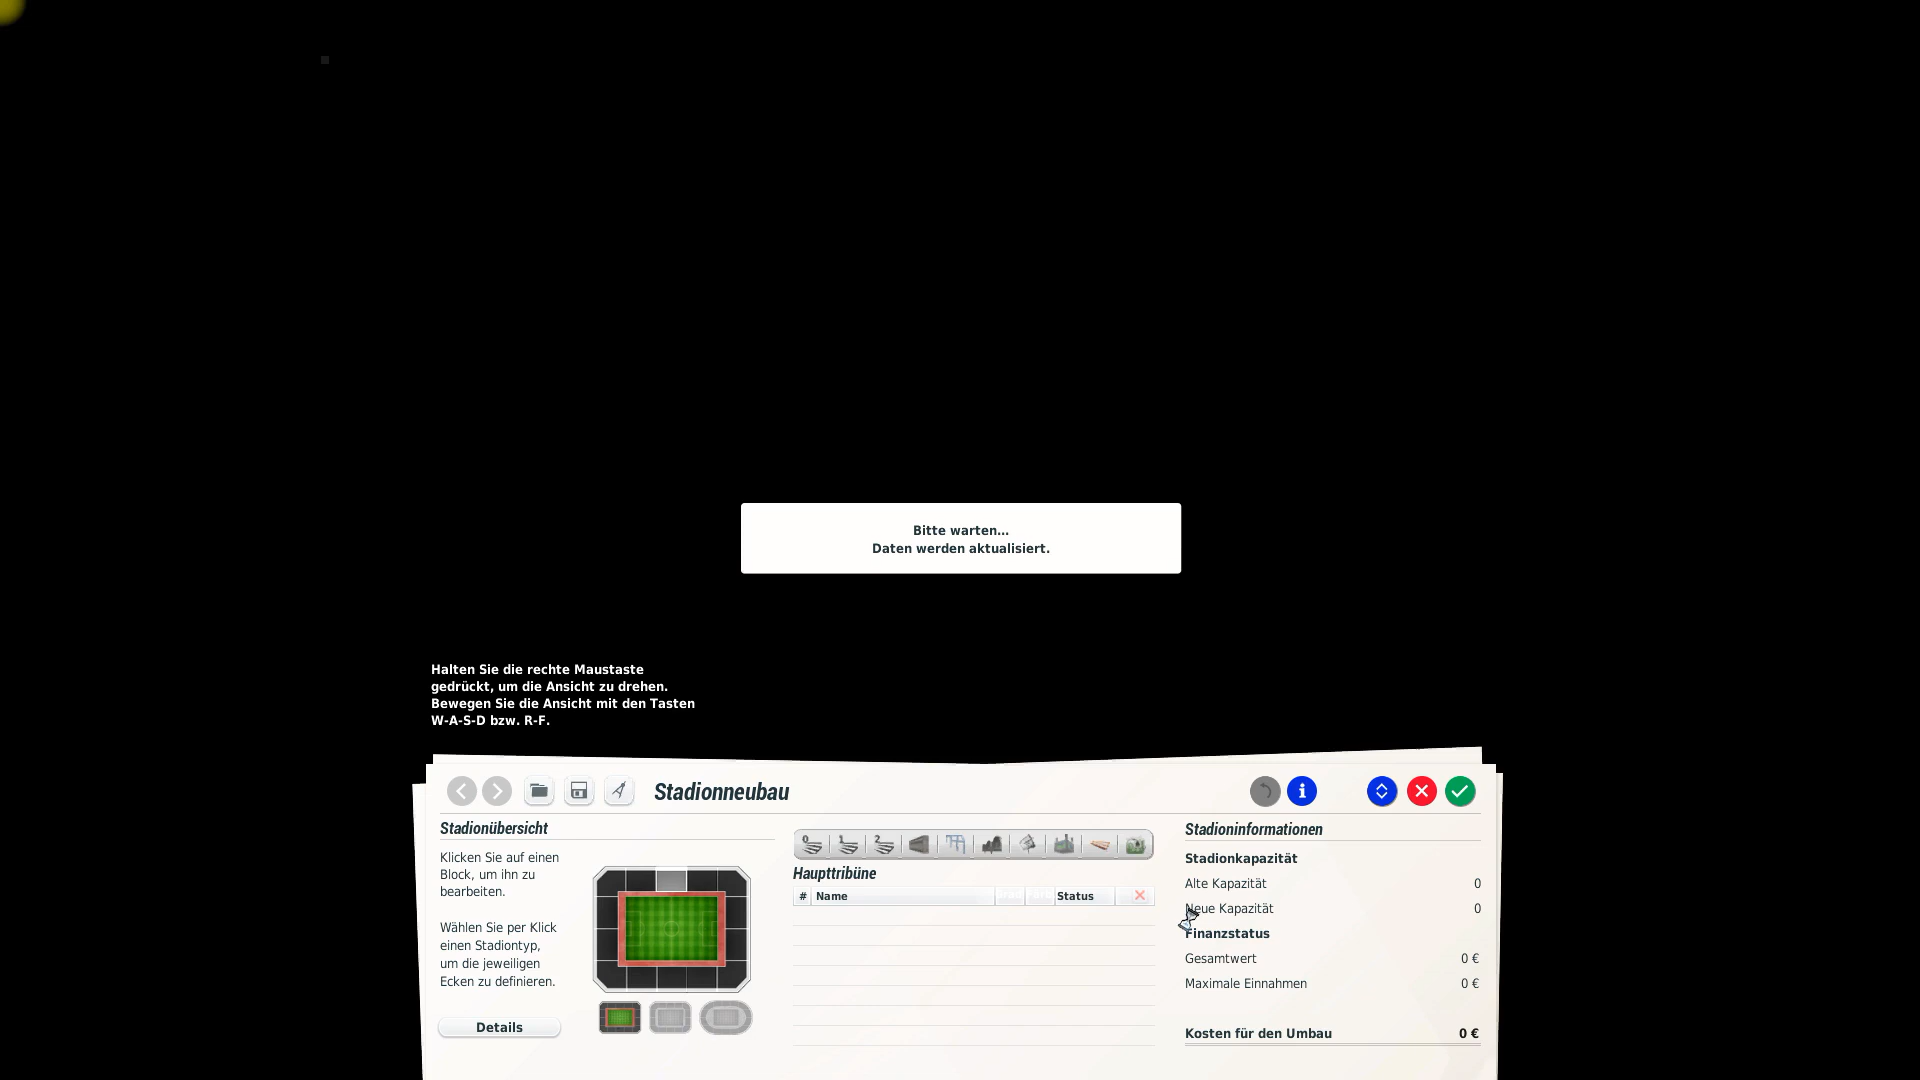 Bitte warten...
Daten werden aktualisiert.
Halten Sie die rechte Maustaste
gedrückt, um die Ansicht zu drehen.
Bewegen Sie die Ansicht mit den Tasten
W-A-S-D bzw. R-F.
Stadionneubau
Stadionübersicht
Klicken Sie auf einen
Block, um ihn zu
bearbeiten.
Wählen Sie per Klick
einen Stadiontyp,
um die jeweiligen
Ecken zu definieren.
Details
0 1 2
Haupttribüne
# Name Status
Stadioninformationen
Stadionkapazität
Alte Kapazität 0
Neue Kapazität 0
Finanzstatus
Gesamtwert 0 €
Maximale Einnahmen 0 €
Kosten für den Umbau 0 €